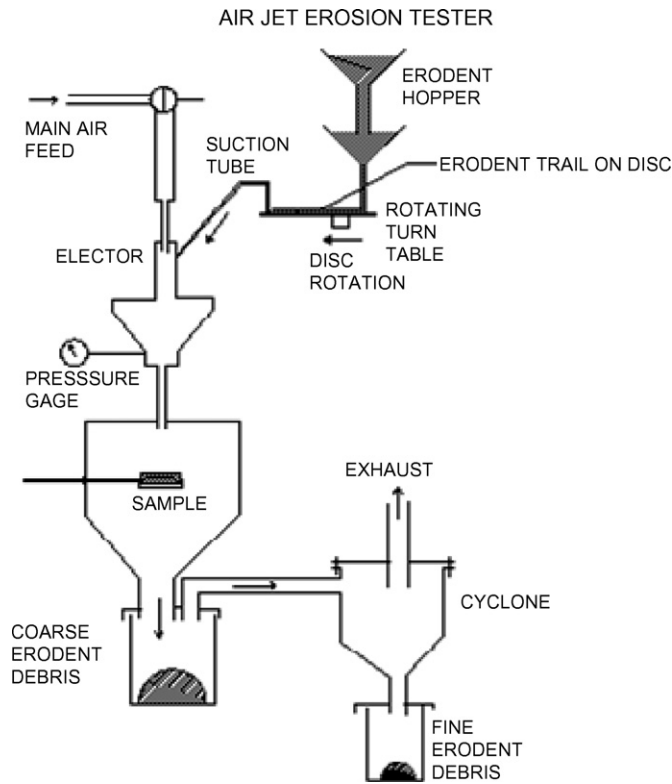 AIR JET EROSION TESTER
ERODENT
HOPPER
MAIN AIR
FEED
SUCTION
TUBE
ERODENT TRAIL ON DISC
ROTATING
TURN
TABLE
ELECTOR
DISC
ROTATION
PRESSSURE
GAGE
SAMPLE
EXHAUST
CYCLONE
COARSE
ERODENT
DEBRIS
FINE
ERODENT
DEBRIS